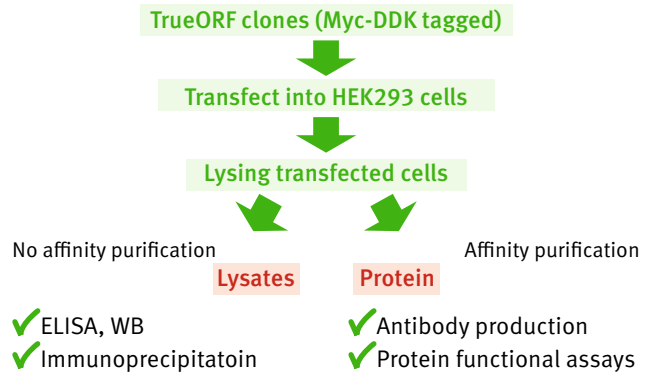 TrueORF clones (Myc-DDK tagged)
Transfect into HEK293 cells
Lysing transfected cells
No affinity purification
Affinity purification
Lysates
Protein
ELISA, WB
Antibody production
Immunoprecipitatoin
Protein functional assays